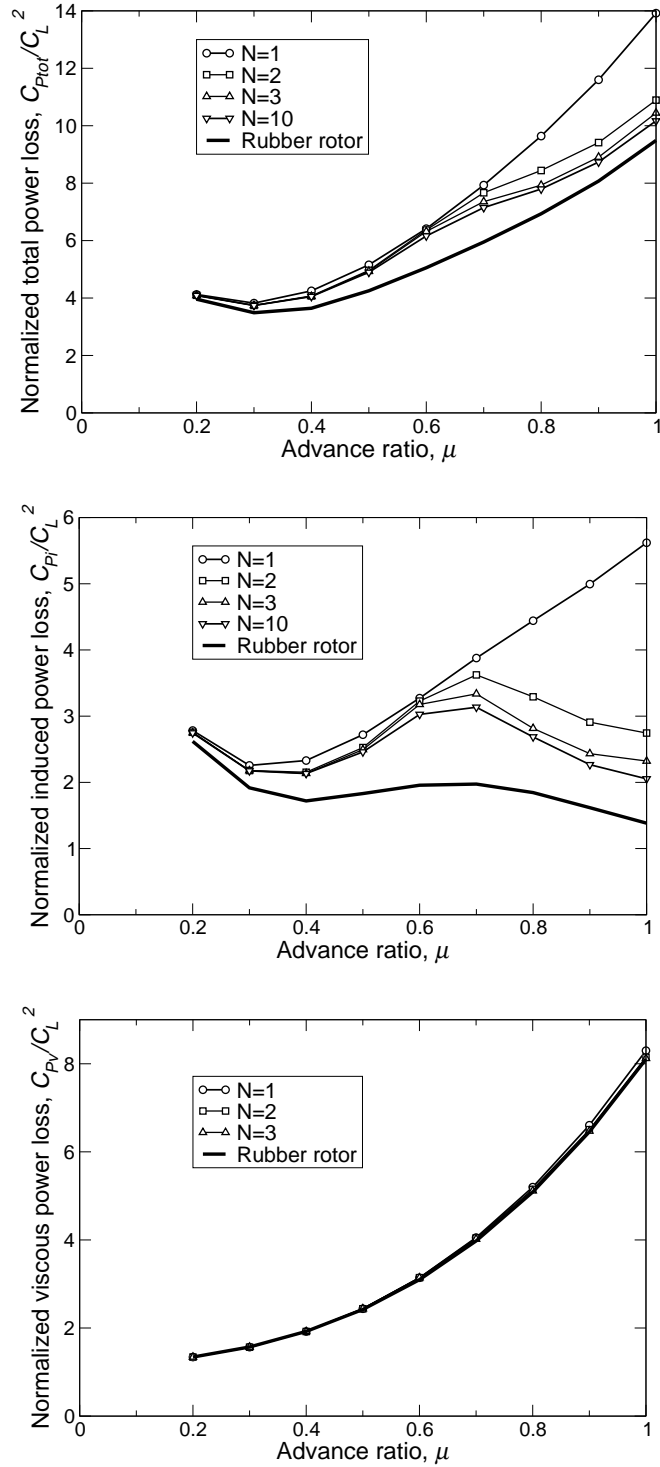 Normalized total power loss, C_Ptot/C_L^2
14
12
10
8
6
4
2
0
N=1
N=2
N=3
N=10
Rubber rotor
0 0.2 0.4 0.6 0.8 1
Advance ratio, μ
Normalized induced power loss, C_Pi/C_L^2
6
5
4
3
2
1
0
N=1
N=2
N=3
N=10
Rubber rotor
0 0.2 0.4 0.6 0.8 1
Advance ratio, μ
Normalized viscous power loss, C_Pv/C_L^2
8
6
4
2
0
N=1
N=2
N=3
Rubber rotor
0 0.2 0.4 0.6 0.8 1
Advance ratio, μ